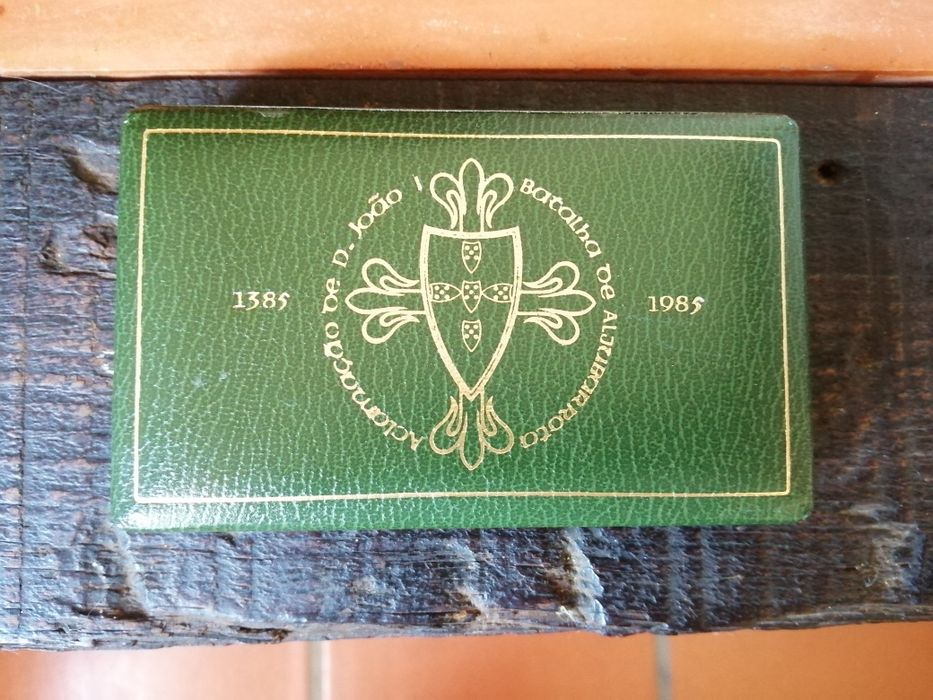 Aclamação de D. João I
Batalha de Aljubarrota
1385
1985